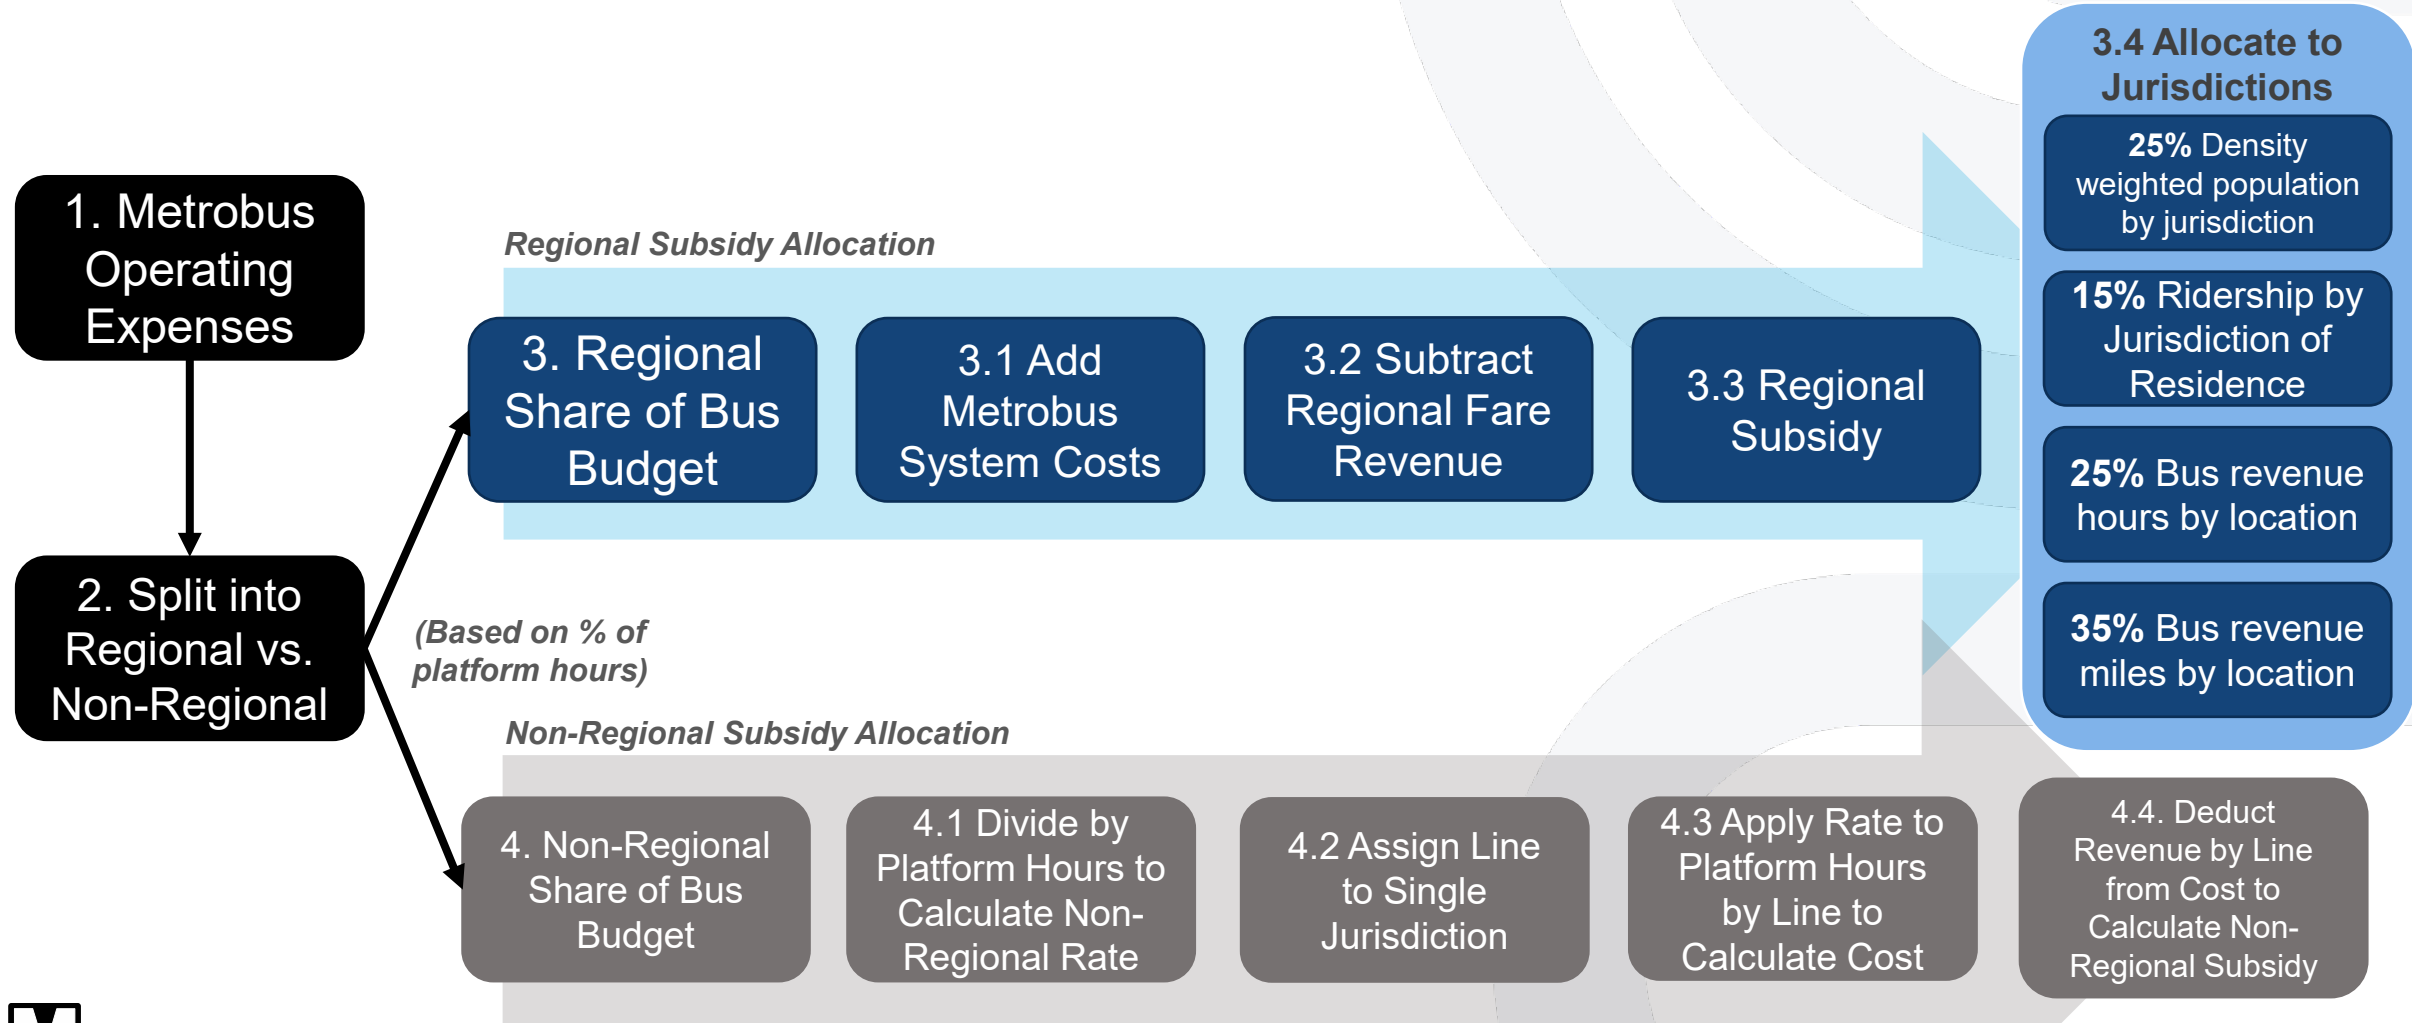 1. Metrobus
Operating
Expenses
2. Split into
Regional vs.
Non-Regional
(Based on % of
platform hours)
Regional Subsidy Allocation
3. Regional
Share of Bus
Budget
3.1 Add
Metrobus
System Costs
3.2 Subtract
Regional Fare
Revenue
3.3 Regional
Subsidy
3.4 Allocate to
Jurisdictions
25% Density
weighted population
by jurisdiction
15% Ridership by
Jurisdiction of
Residence
25% Bus revenue
hours by location
35% Bus revenue
miles by location
Non-Regional Subsidy Allocation
4. Non-Regional
Share of Bus
Budget
4.1 Divide by
Platform Hours to
Calculate Non-
Regional Rate
4.2 Assign Line
to Single
Jurisdiction
4.3 Apply Rate to
Platform Hours
by Line to
Calculate Cost
4.4. Deduct
Revenue by Line
from Cost to
Calculate Non-
Regional Subsidy